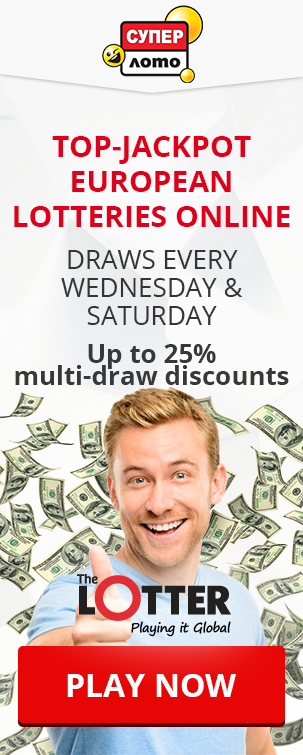 СУПЕР
ЛОТО
TOP-JACKPOT
EUROPEAN
LOTTERIES ONLINE
DRAWS EVERY
WEDNESDAY &
SATURDAY
Up to 25%
multi-draw discounts
The
LOTTER
Playing it Global
PLAY NOW